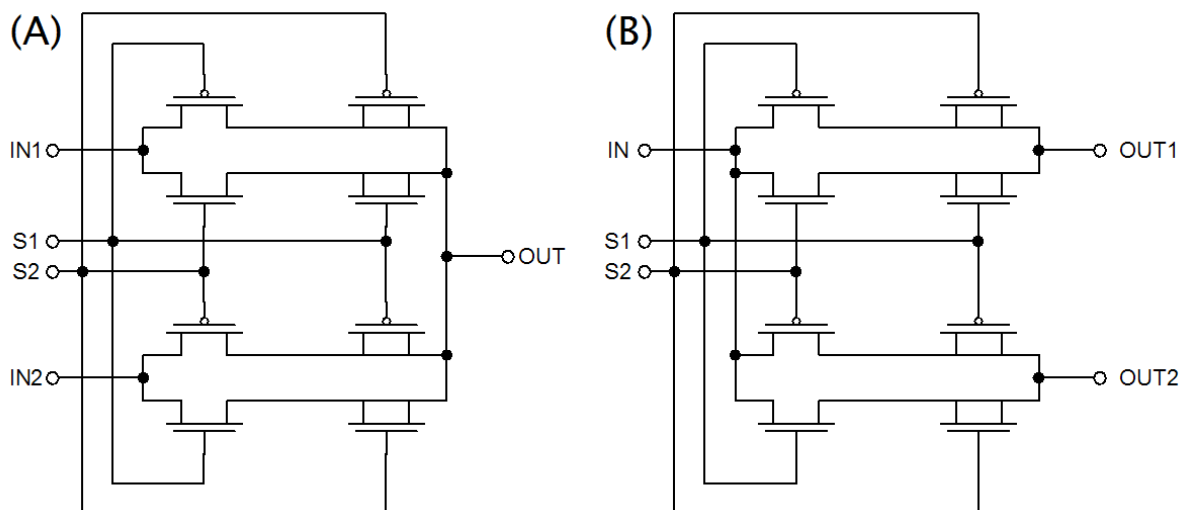 (A)
IN1
S1
S2
OUT
IN2
(B)
IN
OUT1
S1
S2
OUT2